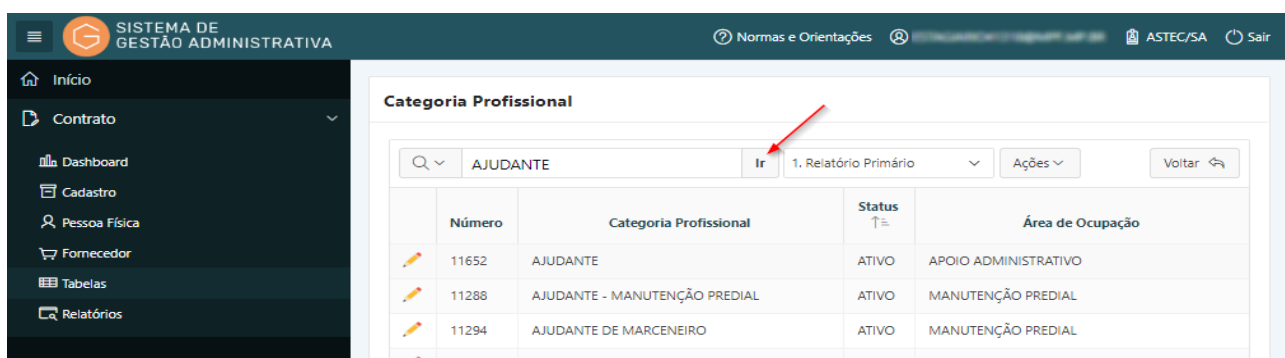 SISTEMA DE
GESTÃO ADMINISTRATIVA
Normas e Orientações
ASTEC/SA
Sair
Início
Contrato
Dashboard
Cadastro
Pessoa Física
Fornecedor
Tabelas
Relatórios
Categoria Profissional
AJUDANTE Ir 1. Relatório Primário Ações Voltar
Número Categoria Profissional Status Área de Ocupação
11652 AJUDANTE ATIVO APOIO ADMINISTRATIVO
11288 AJUDANTE - MANUTENÇÃO PREDIAL ATIVO MANUTENÇÃO PREDIAL
11294 AJUDANTE DE MARCENEIRO ATIVO MANUTENÇÃO PREDIAL